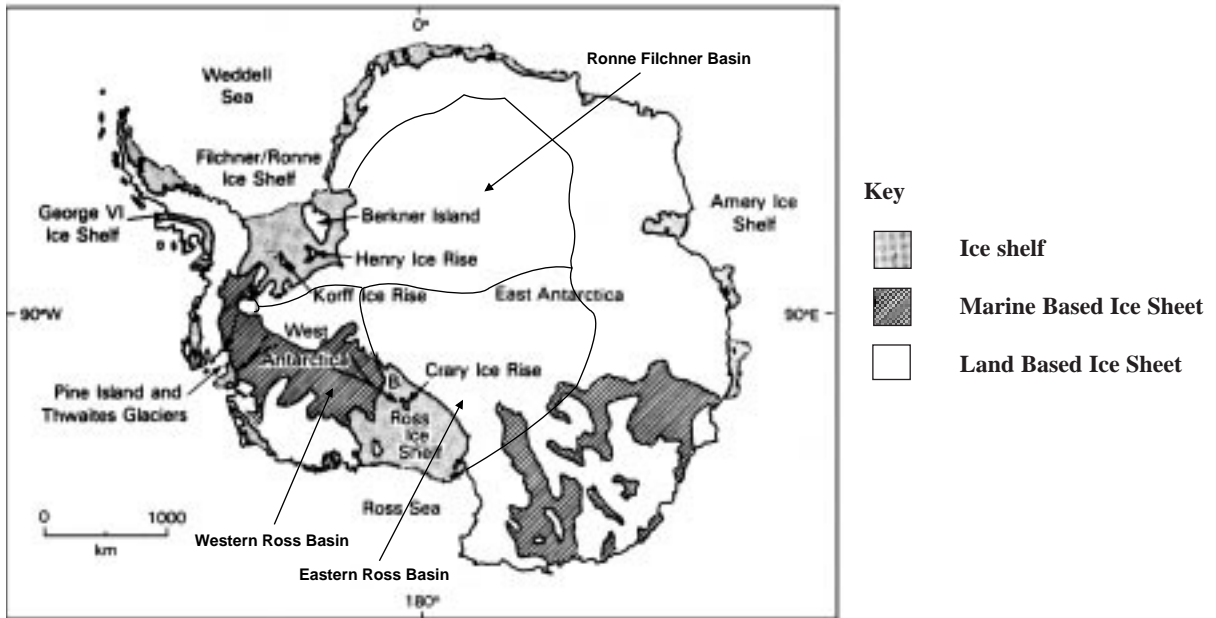 0°
Ronne Filchner Basin
Weddell
Sea
Filchner/Ronne
Ice Shelf
George VI
Ice Shelf
Berkner Island
Henry Ice Rise
Korff Ice Rise
East Antarctica
Amery Ice
Shelf
90°W
90°E
West
Antarctica
Pine Island and
Thwaites Glaciers
B.
Crary Ice Rise
Ross
Ice
Shelf
Ross Sea
0
1000
km
Western Ross Basin
Eastern Ross Basin
180°
Key
Ice shelf
Marine Based Ice Sheet
Land Based Ice Sheet